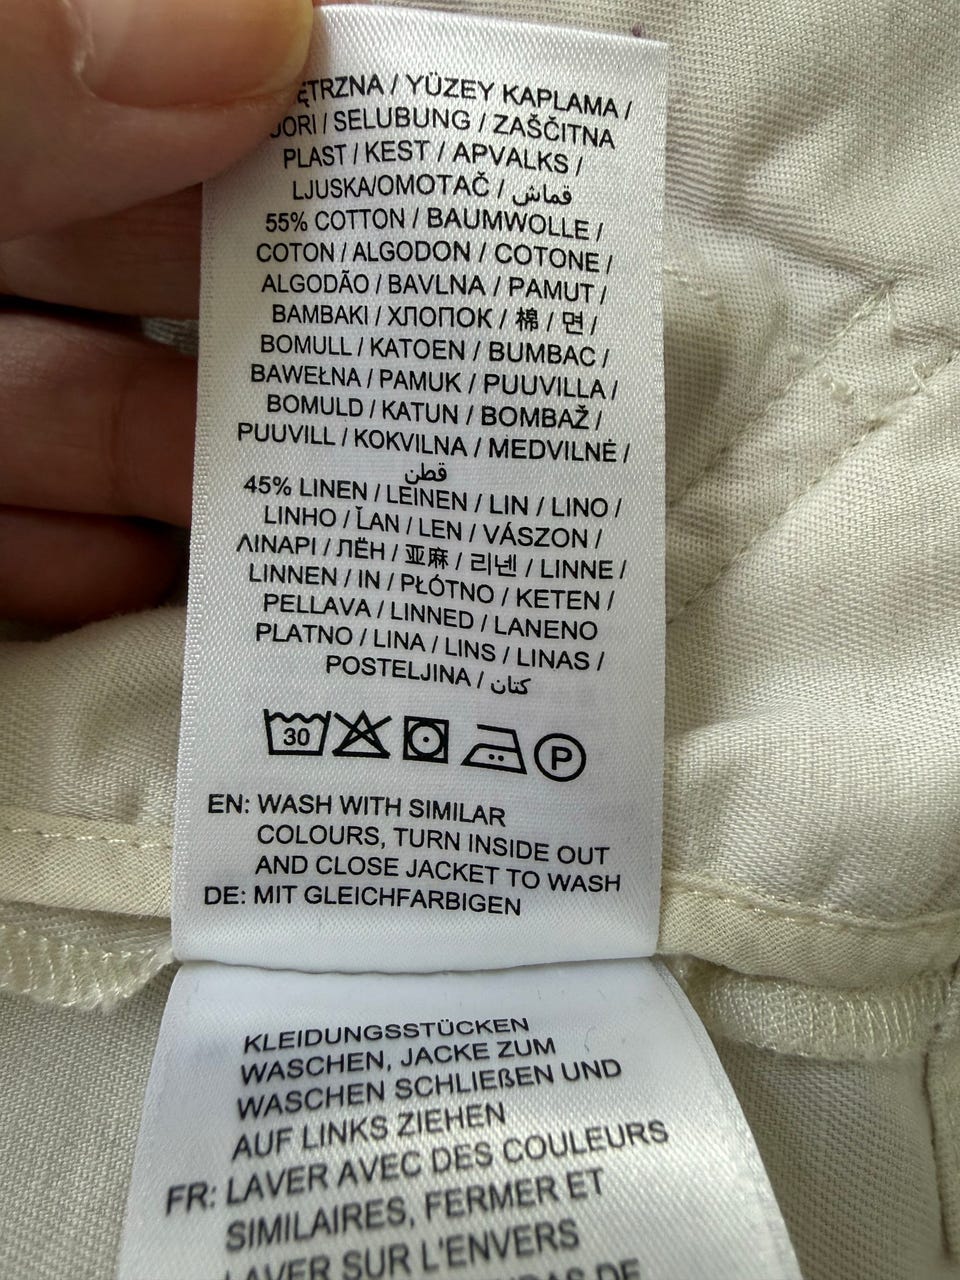 YÜZEY KAPLAMA /
SELUBUNG / ZAŠČITNA
PLAST / KEST / APVALKS /
LJUSKA/OMOTAČ / قماش
55% COTTON / BAUMWOLLE /
COTON / ALGODON / COTONE /
ALGODÃO / BAVLNA / PAMUT /
BAMBAKI / ХЛОПОК / 棉 / 면 /
BOMULL / KATOEN / BUMBAC /
BAWEŁNA / PAMUK / PUUVILLA /
BOMULD / KATUN / BOMBAŽ /
PUUVILL / KOKVILNA / MEDVILNĖ /
قطن
45% LINEN / LEINEN / LIN / LINO /
LINHO / ĽAN / LEN / VÁSZON /
ΛΙΝΑΡΙ / ЛЁН / 亚麻 / 리넨 / LINNE /
LINNEN / IN / PŁÓTNO / KETEN /
PELLAVA / LINNED / LANENO
PLATNO / LINA / LINS / LINAS /
POSTELJINA / كتان
30
P
EN: WASH WITH SIMILAR
COLOURS, TURN INSIDE OUT
AND CLOSE JACKET TO WASH
DE: MIT GLEICHFARBIGEN
KLEIDUNGSSTÜCKEN
WASCHEN, JACKE ZUM
WASCHEN SCHLIEßEN UND
AUF LINKS ZIEHEN
FR: LAVER AVEC DES COULEURS
SIMILAIRES, FERMER ET
LAVER SUR L'ENVERS
DE